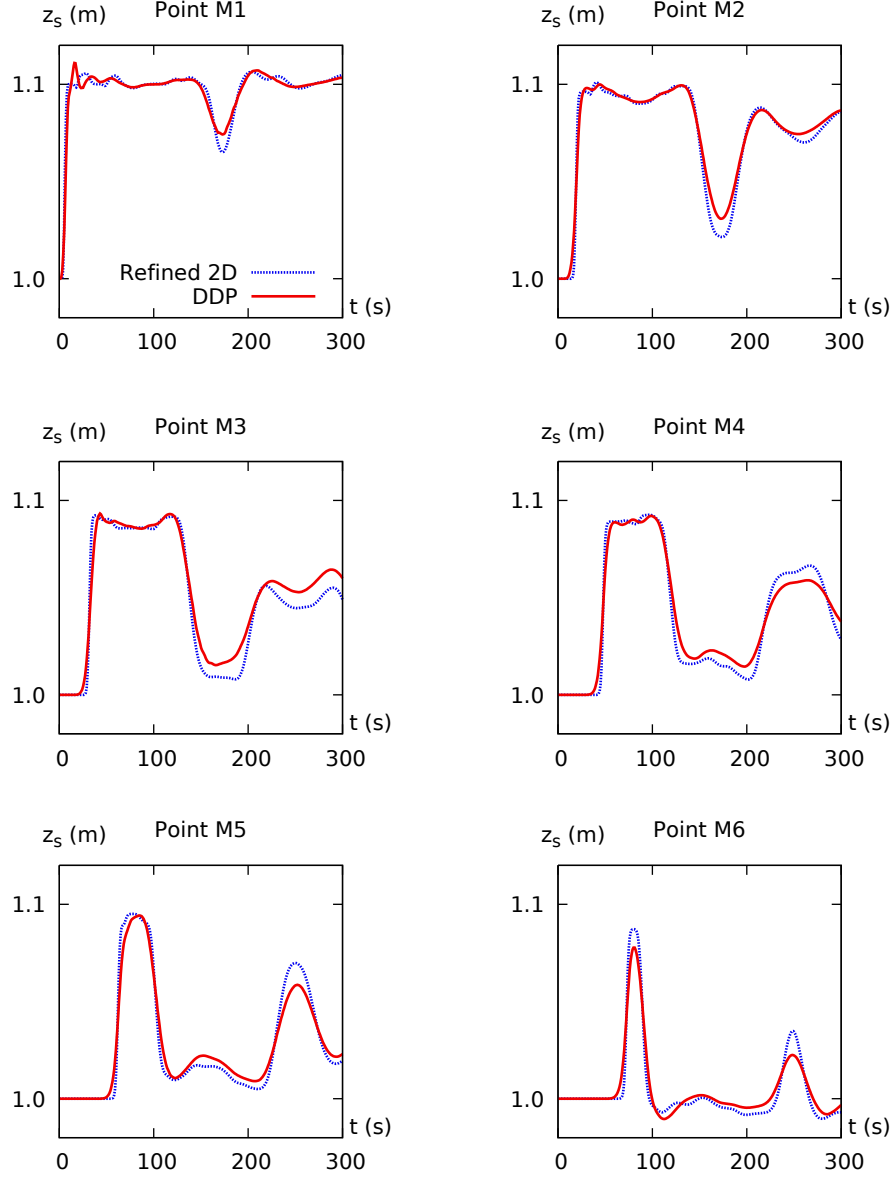 z_s (m) Point M1
1.1
1.0
Refined 2D
DDP
t (s)
0 100 200 300
z_s (m) Point M2
1.1
1.0
t (s)
0 100 200 300
z_s (m) Point M3
1.1
1.0
t (s)
0 100 200 300
z_s (m) Point M4
1.1
1.0
t (s)
0 100 200 300
z_s (m) Point M5
1.1
1.0
t (s)
0 100 200 300
z_s (m) Point M6
1.1
1.0
t (s)
0 100 200 300